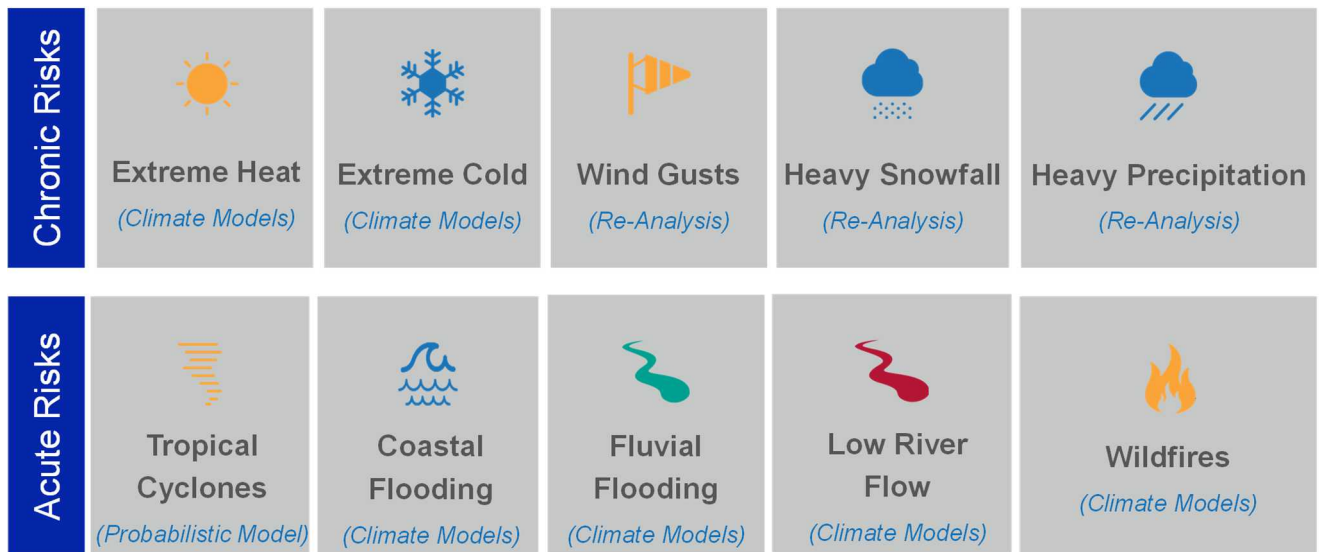 Chronic Risks
Extreme Heat
(Climate Models)
Extreme Cold
(Climate Models)
Wind Gusts
(Re-Analysis)
Heavy Snowfall
(Re-Analysis)
Heavy Precipitation
(Re-Analysis)
Acute Risks
Tropical
Cyclones
(Probabilistic Model)
Coastal
Flooding
(Climate Models)
Fluvial
Flooding
(Climate Models)
Low River
Flow
(Climate Models)
Wildfires
(Climate Models)